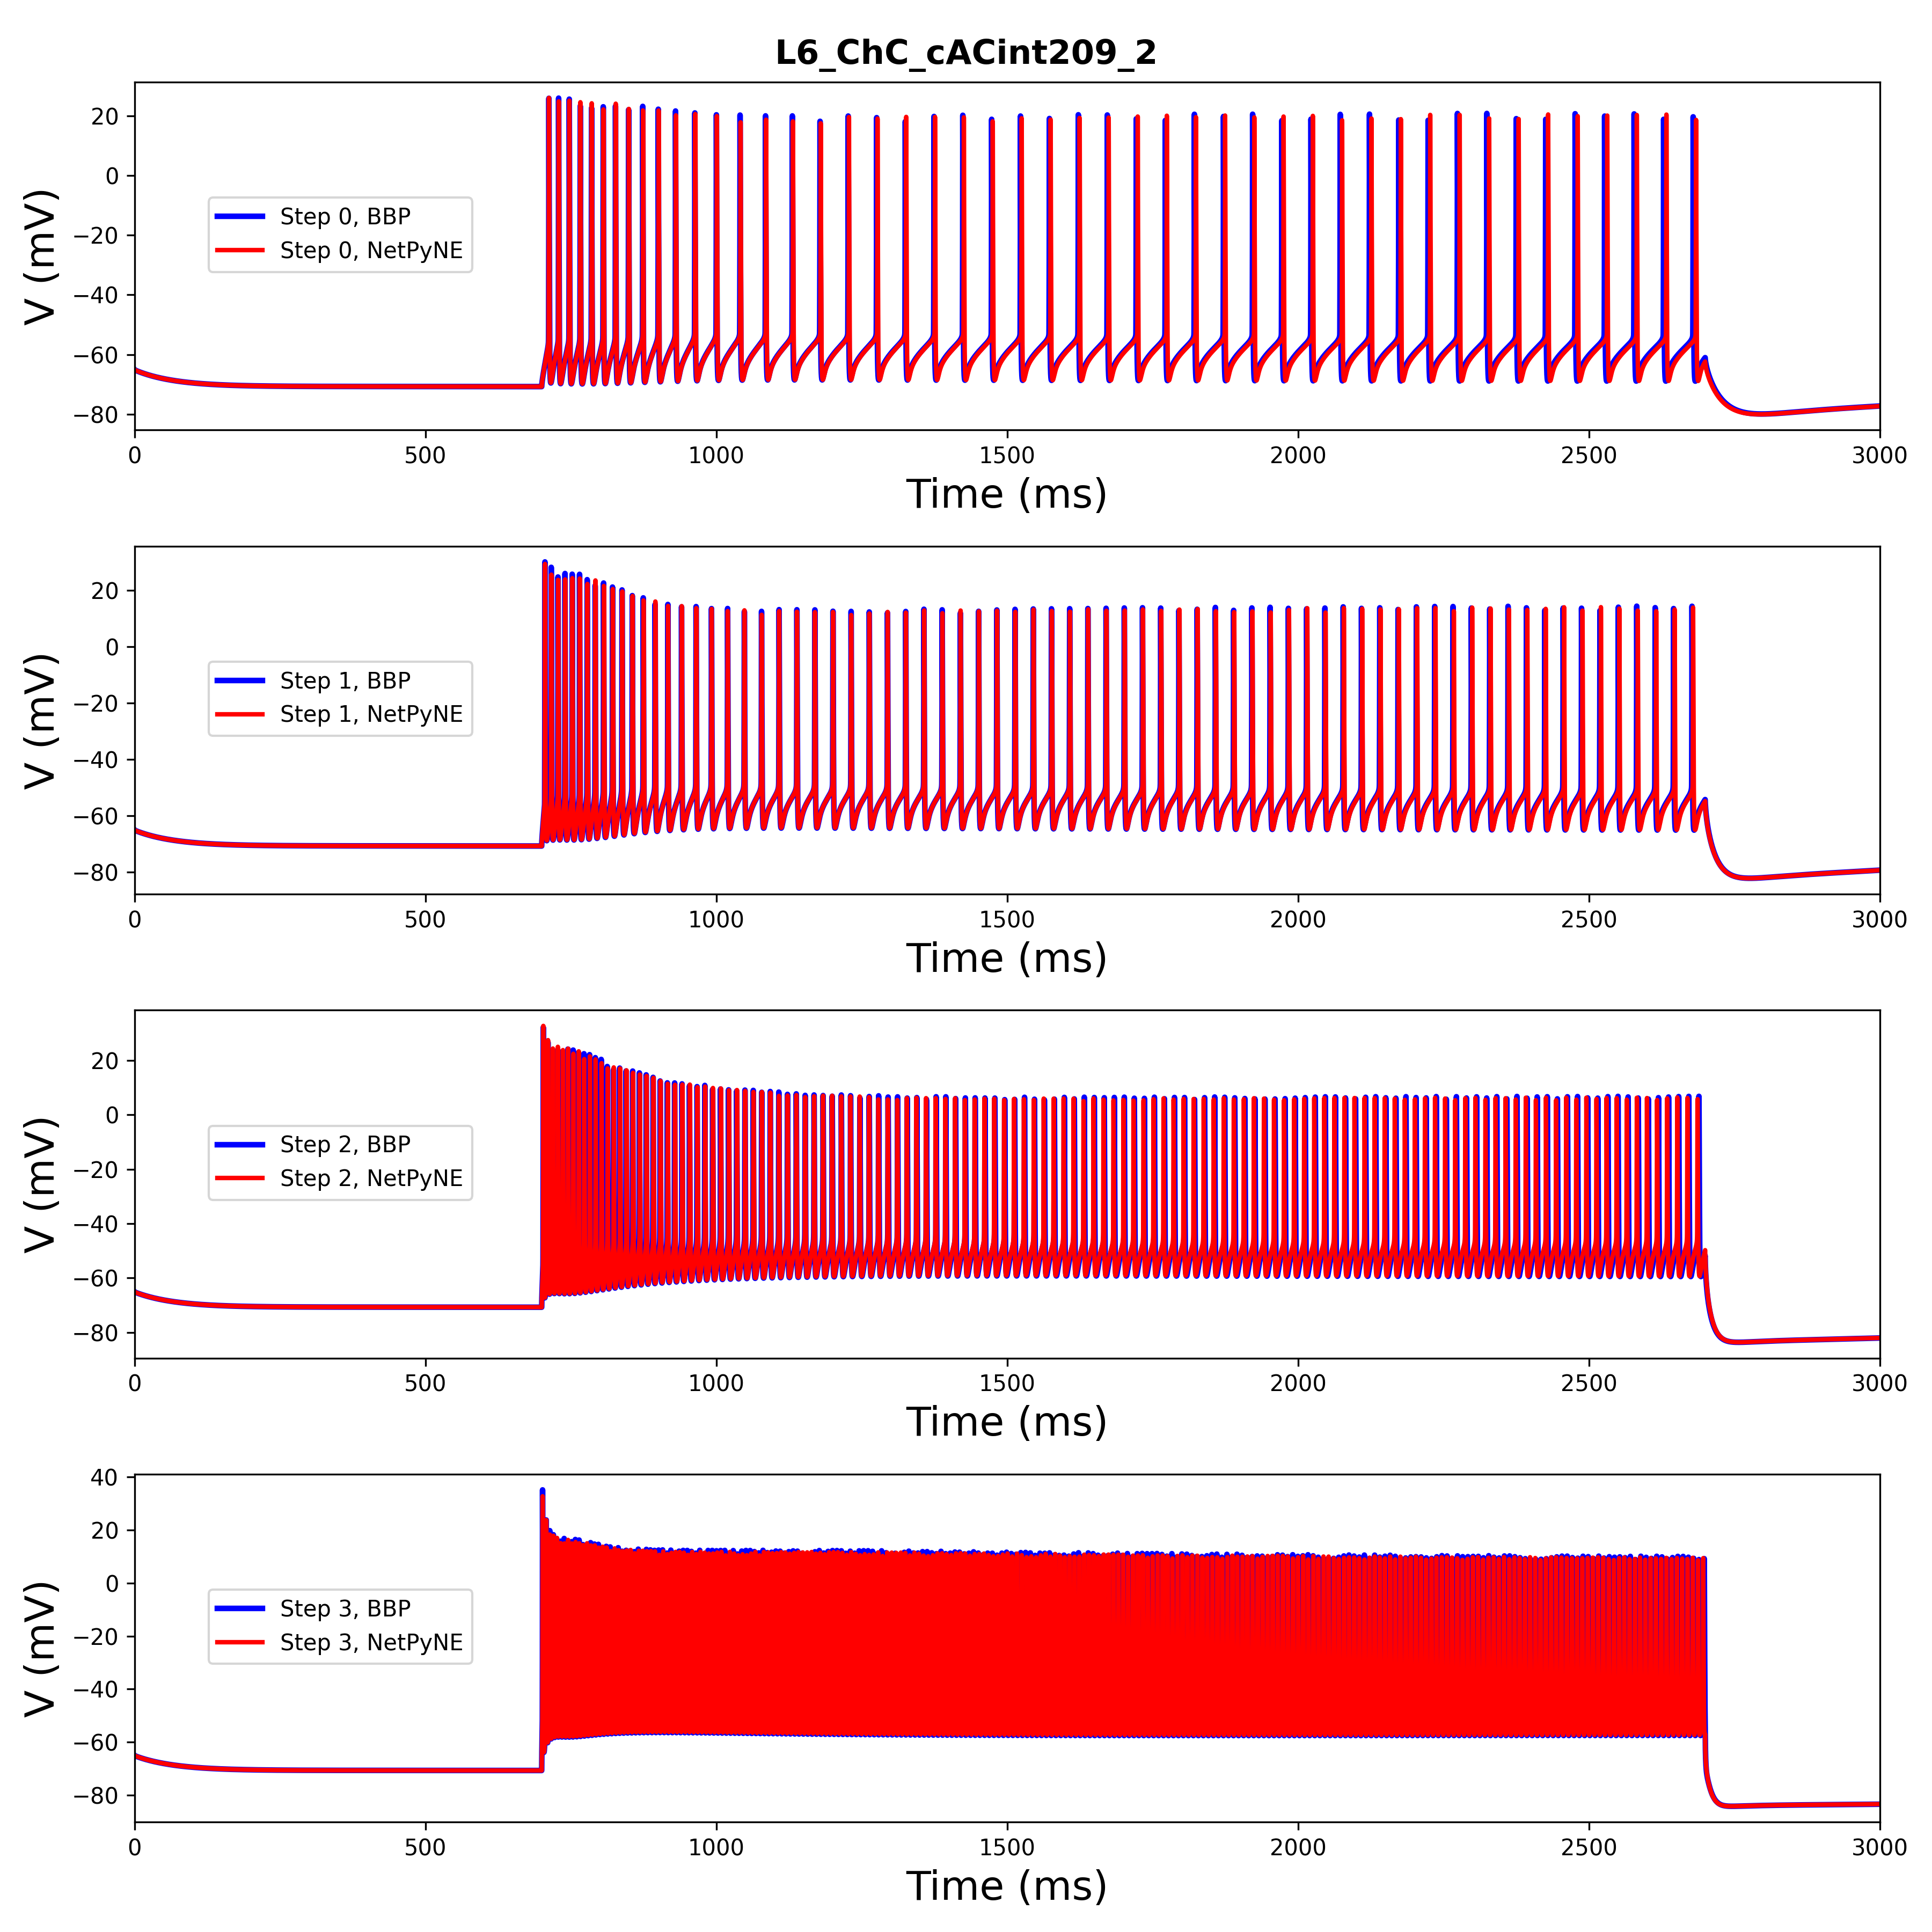 L6_ChC_cACint209_2
20
0
−20
−40
−60
−80
V (mV)
Step 0, BBP
Step 0, NetPyNE
0 500 1000 1500 2000 2500 3000
Time (ms)
20
0
−20
−40
−60
−80
V (mV)
Step 1, BBP
Step 1, NetPyNE
0 500 1000 1500 2000 2500 3000
Time (ms)
20
0
−20
−40
−60
−80
V (mV)
Step 2, BBP
Step 2, NetPyNE
0 500 1000 1500 2000 2500 3000
Time (ms)
40
20
0
−20
−40
−60
−80
V (mV)
Step 3, BBP
Step 3, NetPyNE
0 500 1000 1500 2000 2500 3000
Time (ms)